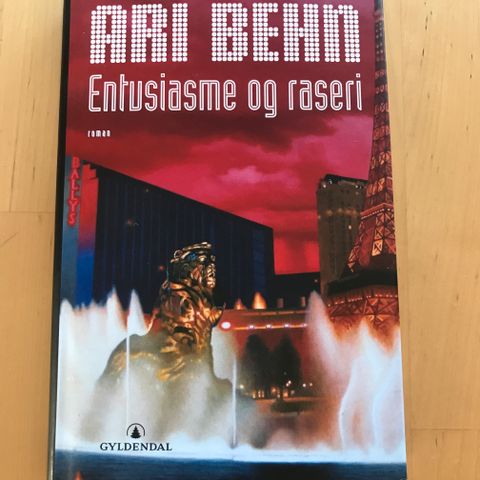 ARI BEHN
Entusiasme og raseri
roman
BALLYS
GYLDENDAL